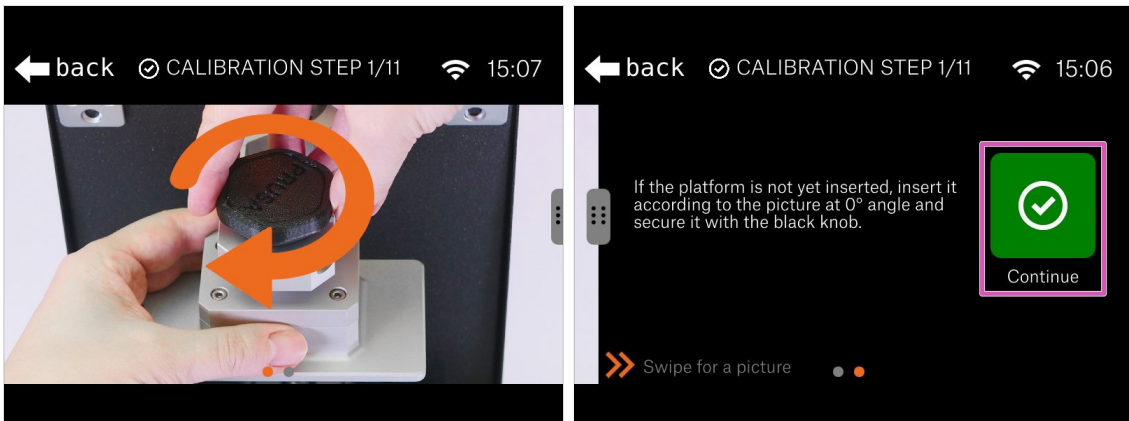 back CALIBRATION STEP 1/11 15:07
PRUSA
back CALIBRATION STEP 1/11 15:06
If the platform is not yet inserted, insert it
according to the picture at 0° angle and
secure it with the black knob.
Continue
Swipe for a picture